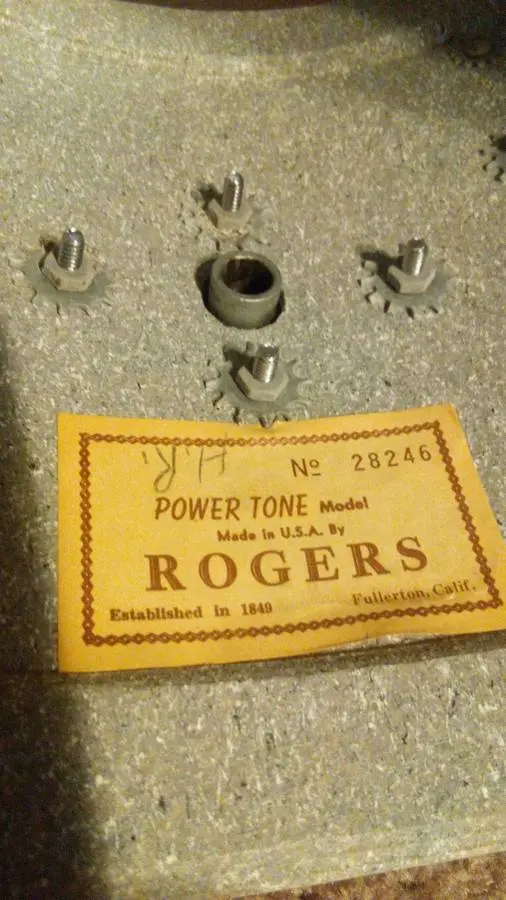 No 28246
POWER TONE Model
Made in U.S.A. By
ROGERS
Established in 1849 Fullerton, Calif.